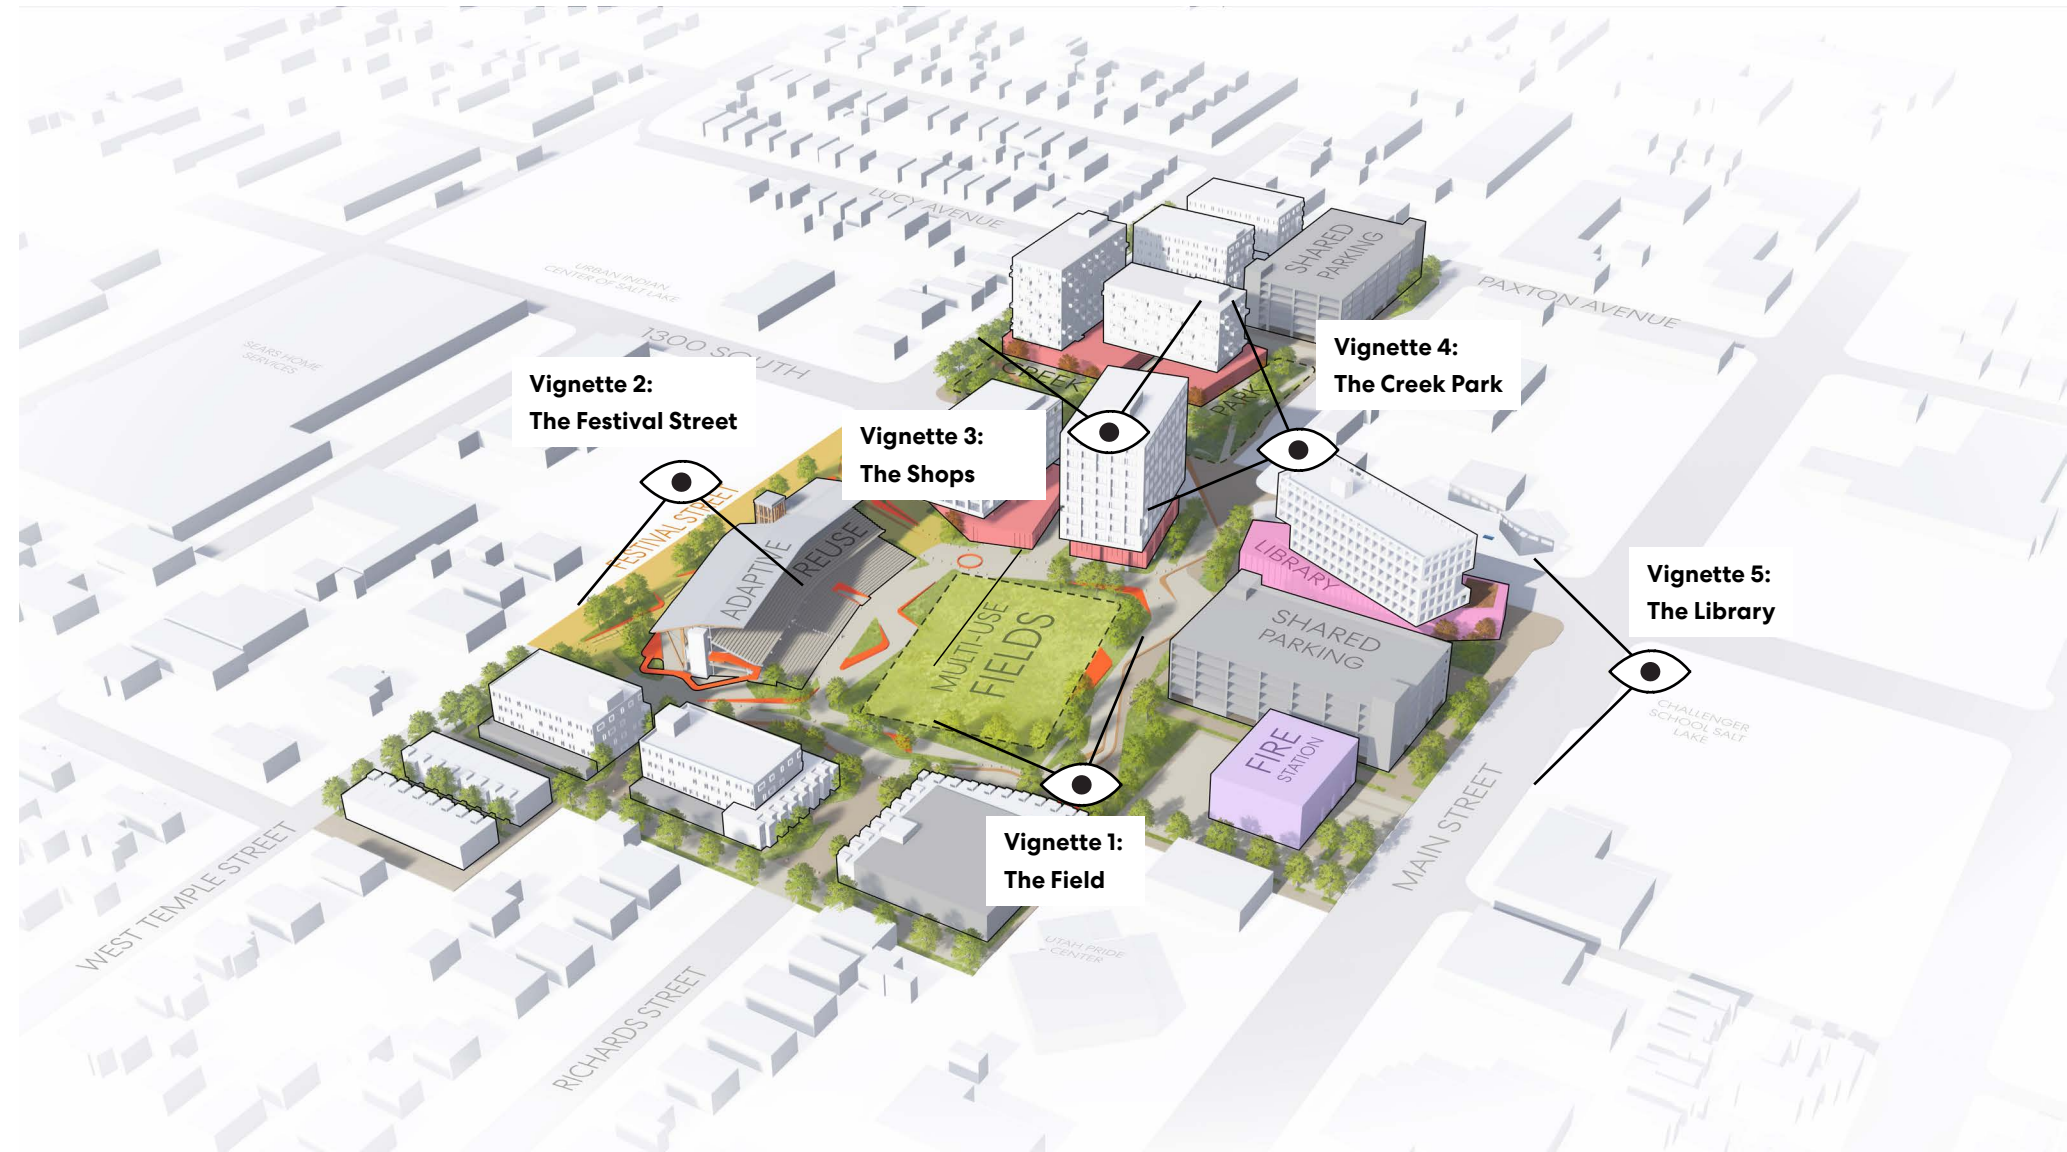 LUCY AVENUE
SHARED
PARKING
URBAN INDIAN
CENTER OF SALT LAKE
PAXTON AVENUE
1300 SOUTH
SEARS HOME
SERVICES
Vignette 4:
The Creek Park
Vignette 2:
The Festival Street
CREEK
PARK
Vignette 3:
The Shops
FESTIVAL STREET
ADAPTIVE
REUSE
LIBRARY
Vignette 5:
The Library
MULTI-USE
FIELDS
SHARED
PARKING
CHALLENGER
SCHOOL SALT
LAKE
FIRE
STATION
MAIN STREET
Vignette 1:
The Field
WEST TEMPLE STREET
UTAH PRIDE
CENTER
RICHARDS STREET